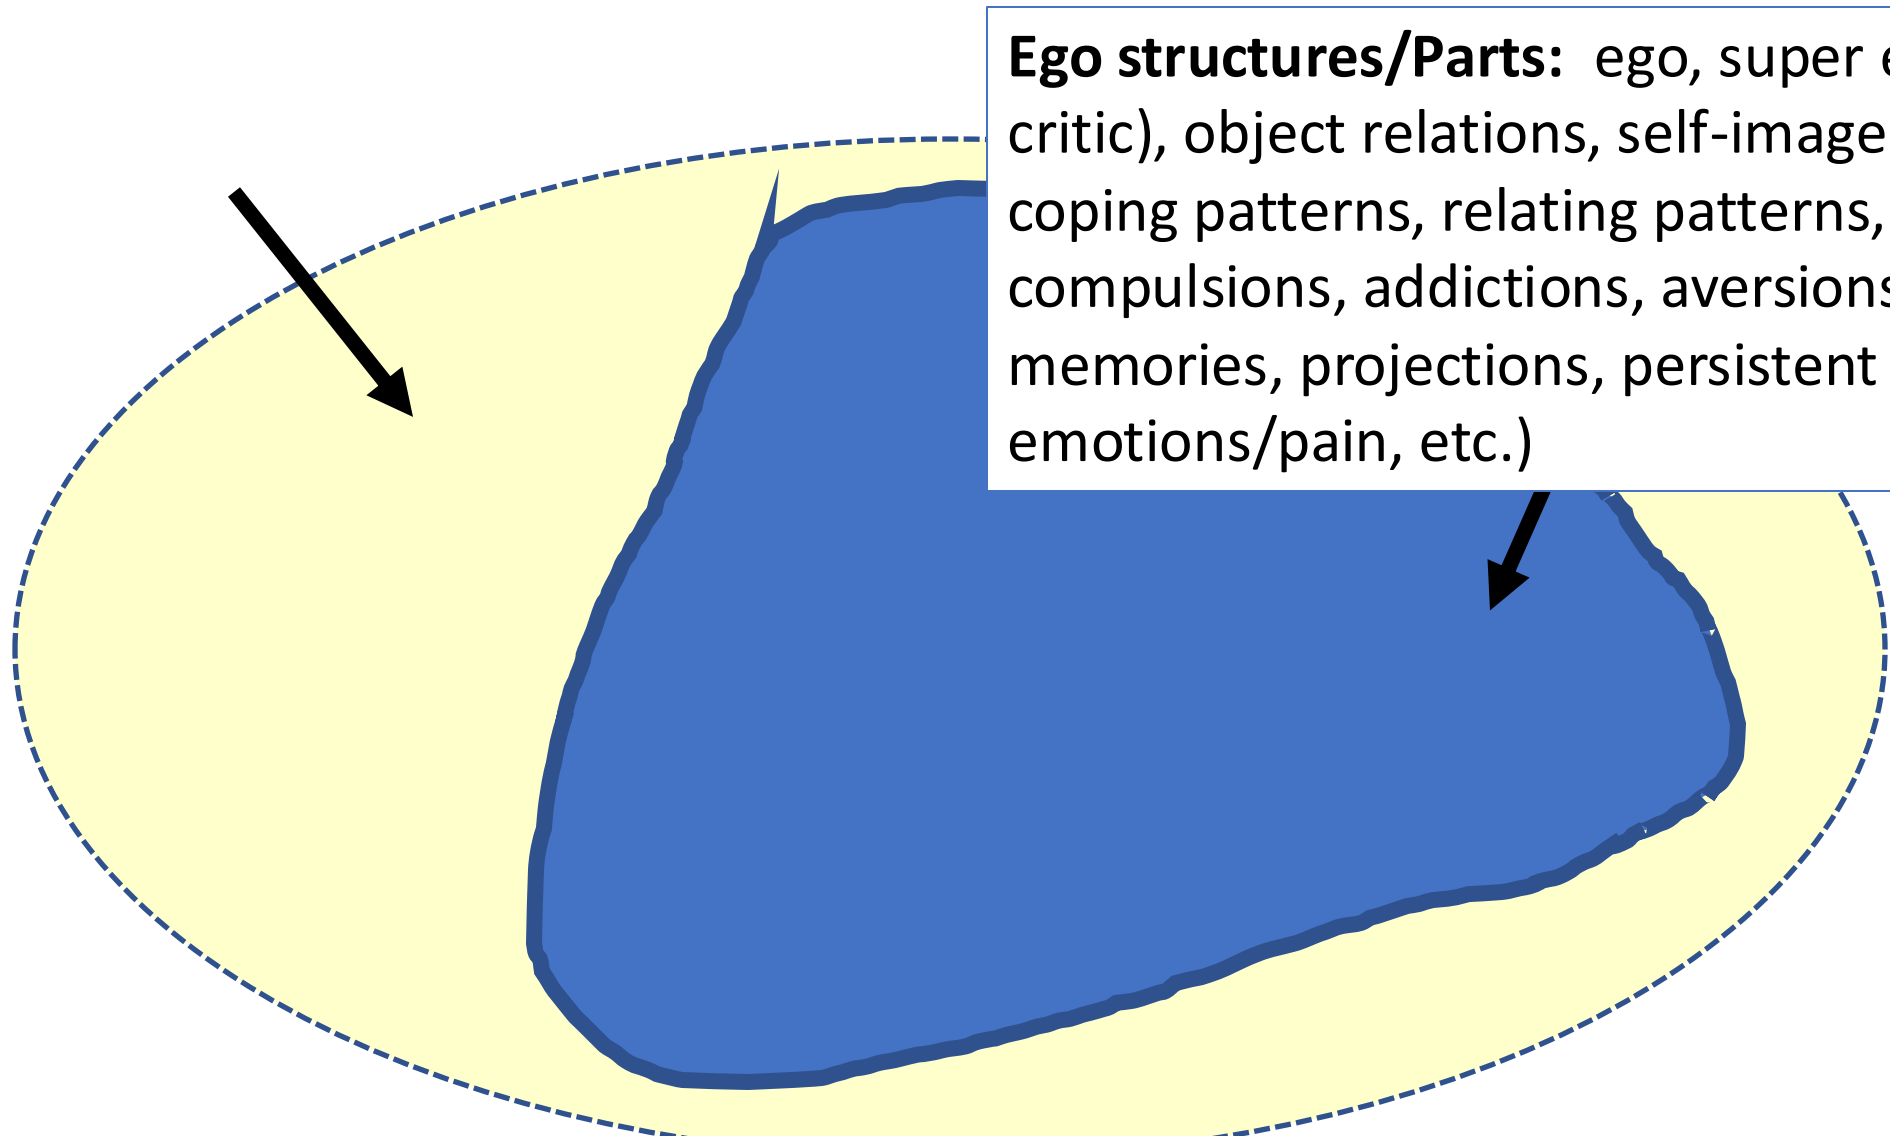 Ego structures/Parts: ego, super
critic), object relations, self-image
coping patterns, relating patterns,
compulsions, addictions, aversions
memories, projections, persistent
emotions/pain, etc.)